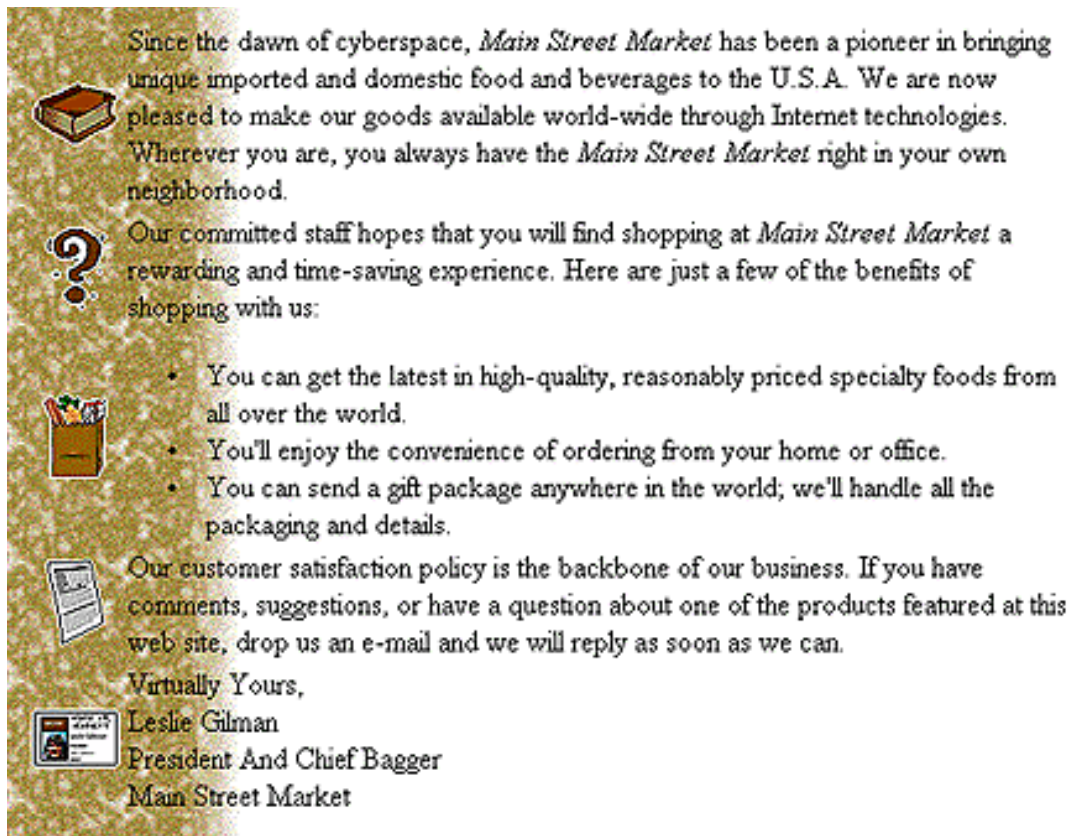 Since the dawn of cyberspace, Main Street Market has been a pioneer in bringing
unique imported and domestic food and beverages to the U.S.A. We are now
pleased to make our goods available world-wide through Internet technologies.
Wherever you are, you always have the Main Street Market right in your own
neighborhood.
Our committed staff hopes that you will find shopping at Main Street Market a
rewarding and time-saving experience. Here are just a few of the benefits of
shopping with us:
• You can get the latest in high-quality, reasonably priced specialty foods from
all over the world.
• You'll enjoy the convenience of ordering from your home or office.
• You can send a gift package anywhere in the world; we'll handle all the
packaging and details.
Our customer satisfaction policy is the backbone of our business. If you have
comments, suggestions, or have a question about one of the products featured at this
web site, drop us an e-mail and we will reply as soon as we can.
Virtually Yours,
Leslie Gilman
President And Chief Bagger
Main Street Market